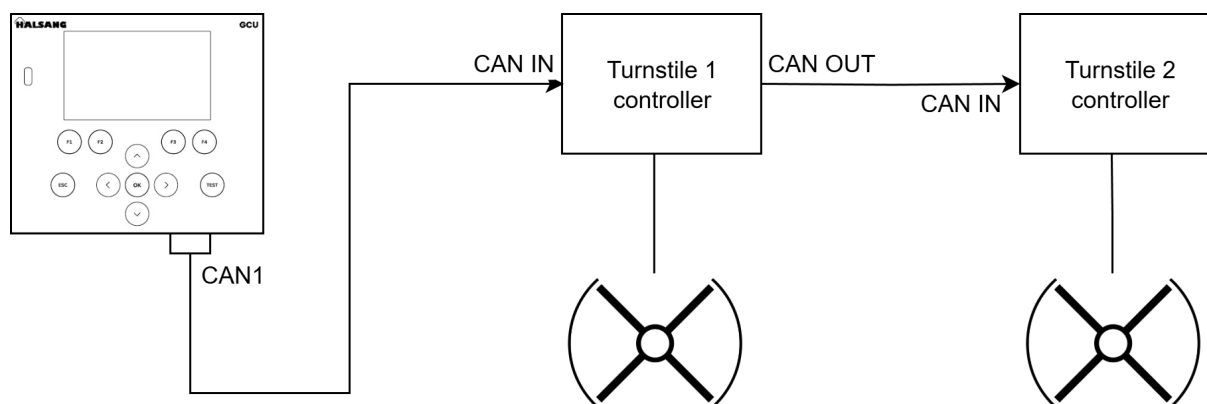 HALSANG
GCU
F1
F2
F3
F4
ESC
OK
TEST
CAN1
CAN IN
Turnstile 1
controller
CAN OUT
CAN IN
Turnstile 2
controller